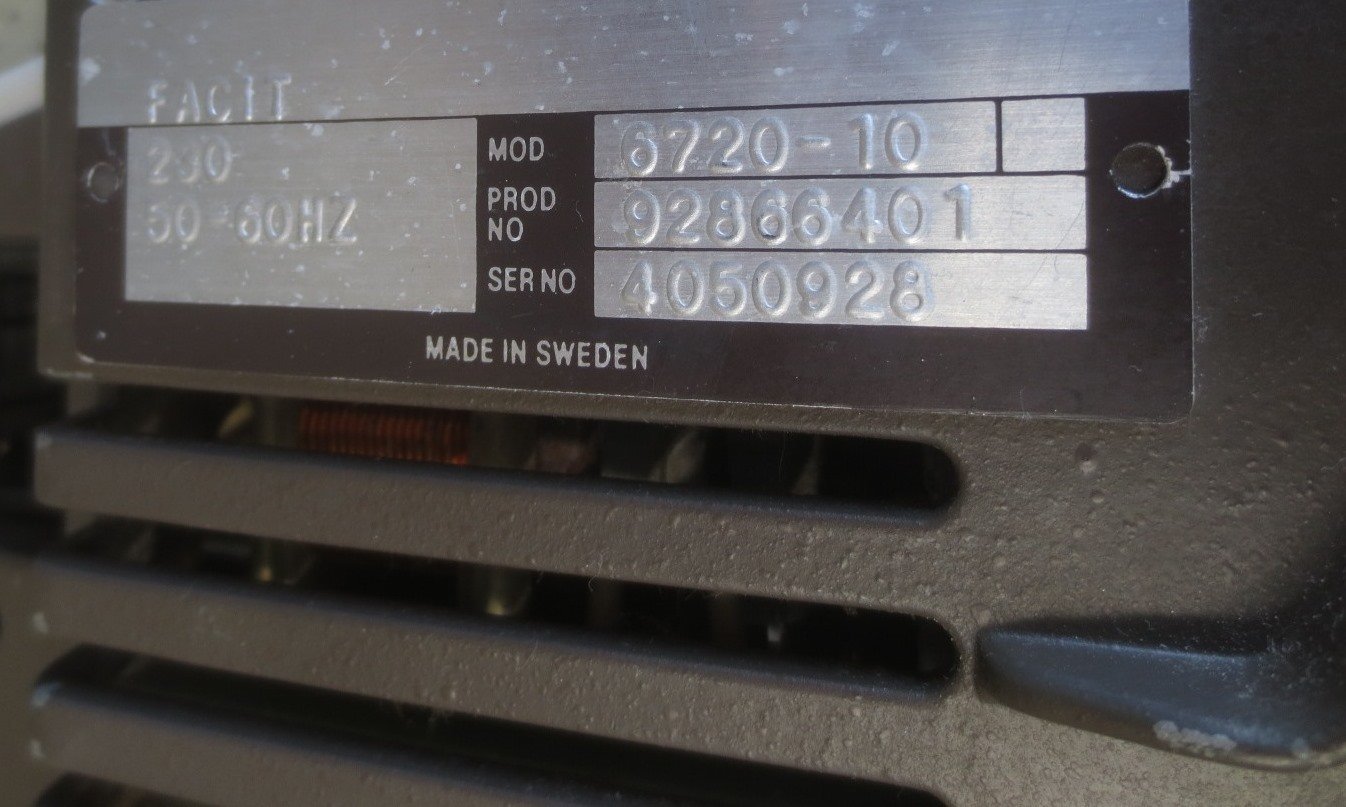 FACIT
230
50-60HZ
MOD 6720-10
PROD NO 92866401
SER NO 4050928
MADE IN SWEDEN